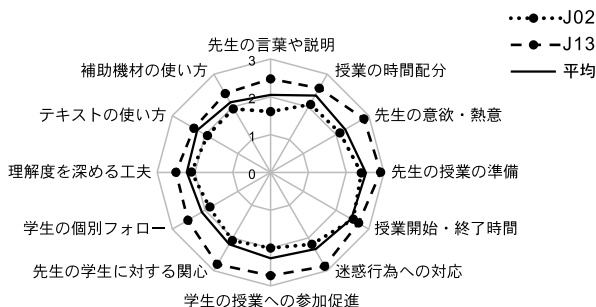 J02
J13
平均
先生の言葉や説明
授業の時間配分
先生の意欲・熱意
先生の授業の準備
授業開始・終了時間
迷惑行為への対応
学生の授業への参加促進
先生の学生に対する関心
学生の個別フォロー
理解度を深める工夫
テキストの使い方
補助機材の使い方
3
2
1
0